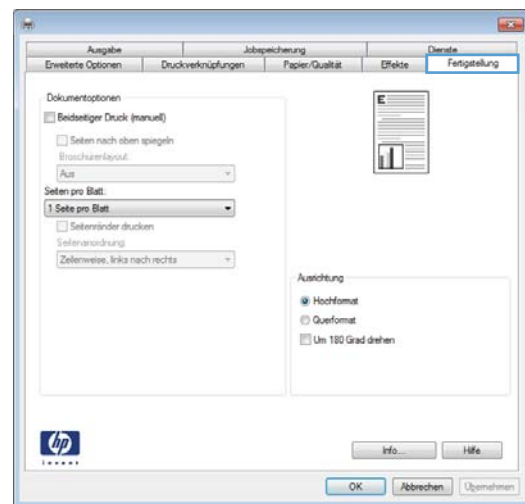 Ausgabe Jobspeicherung Dienste
Erweiterte Optionen Druckverknüpfungen Papier/Qualität Effekte Fertigstellung
Dokumentoptionen
Beidseitiger Druck (manuell)
Seiten nach oben spiegeln
Broschürenlayout:
Aus
Seiten pro Blatt:
1 Seite pro Blatt
Seitenränder drucken
Seitenanordnung:
Zeilenweise, links nach rechts
E
Ausrichtung
Hochformat
Querformat
Um 180 Grad drehen
hp
invent
Info... Hilfe
OK Abbrechen Übernehmen